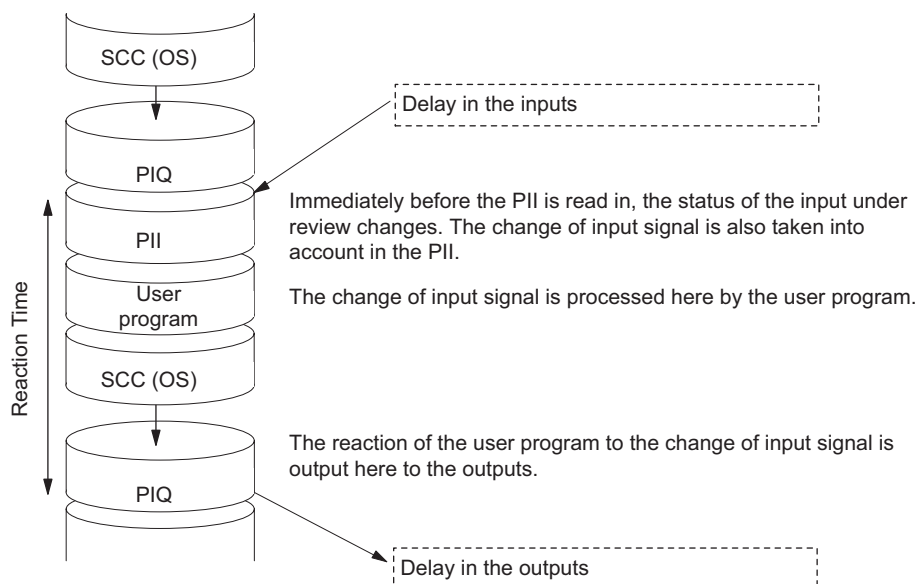 SCC (OS)
Delay in the inputs
PIQ
Immediately before the PII is read in, the status of the input under
review changes. The change of input signal is also taken into
account in the PII.
PII
User
program
The change of input signal is processed here by the user program.
Reaction Time
SCC (OS)
The reaction of the user program to the change of input signal is
output here to the outputs.
PIQ
Delay in the outputs